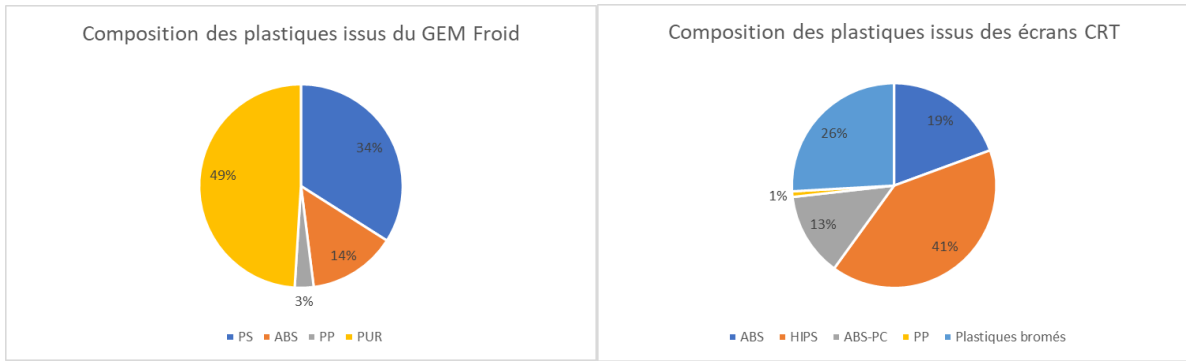 Composition des plastiques issus du GEM Froid
34%
14%
3%
49%
PS ABS PP PUR
Composition des plastiques issus des écrans CRT
19%
41%
13%
1%
26%
ABS HIPS ABS-PC PP Plastiques bromés